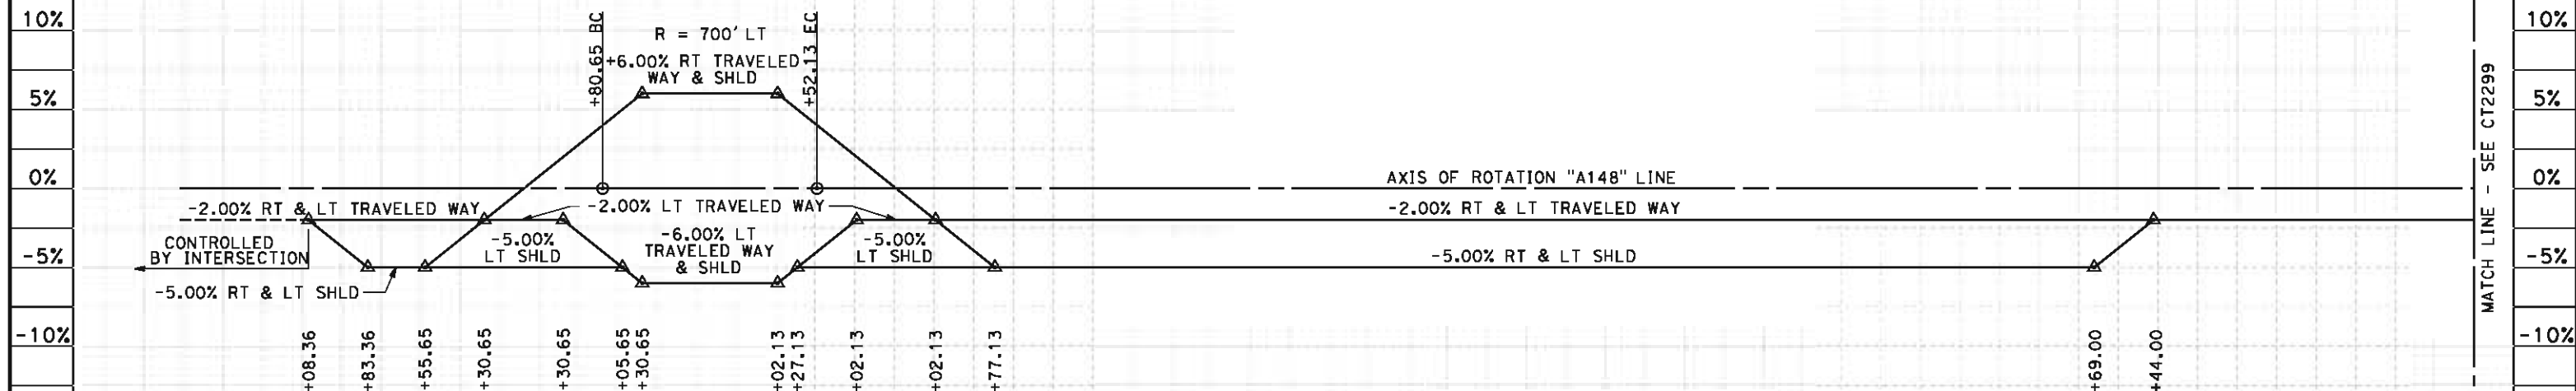 10%
5%
0%
-5%
-10%
+80.65 BC
R = 700' LT
+6.00% RT TRAVELED
WAY & SHLD
+52.13 EC
AXIS OF ROTATION "A148" LINE
-2.00% RT & LT TRAVELED WAY
-2.00% LT TRAVELED WAY
-2.00% RT & LT TRAVELED WAY
CONTROLLED
BY INTERSECTION
-5.00%
LT SHLD
-6.00% LT
TRAVELED WAY
& SHLD
-5.00%
LT SHLD
-5.00% RT & LT SHLD
-5.00% RT & LT SHLD
+08.36
+83.36
+55.65
+30.65
+30.65
+05.65
+30.65
+02.13
+27.13
+02.13
+02.13
+77.13
+69.00
+44.00
MATCH LINE - SEE CT2299
10%
5%
0%
-5%
-10%